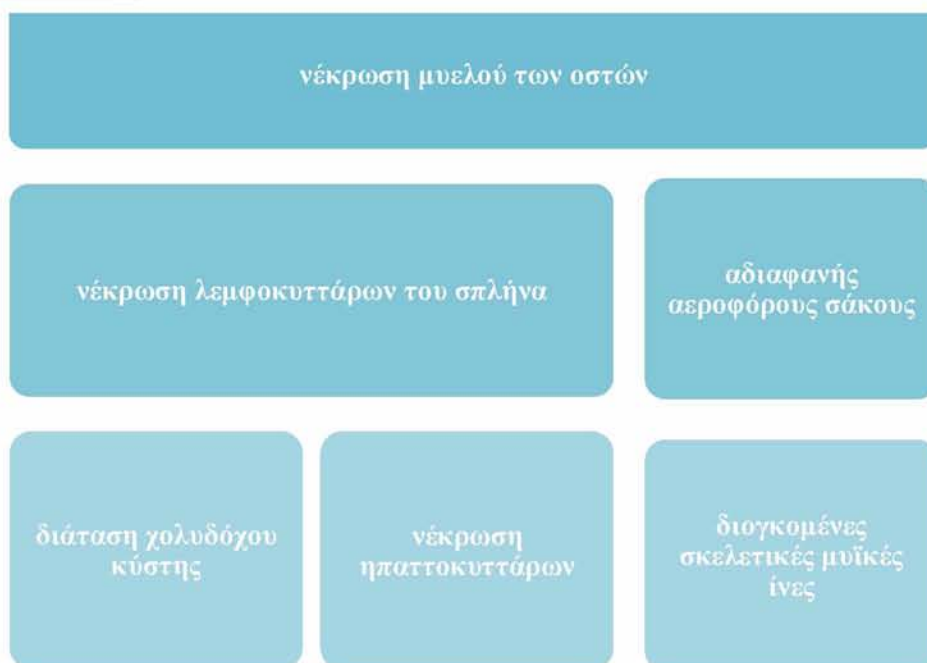 νέκρωση μυελού των οστών
νέκρωση λεμφοκυττάρων του σπλήνα
αδιαφανής
αεροφόρους σάκους
διάταση χολυδόχου
κύστης
νέκρωση
ηπαττοκυττάρων
διογκομένες
σκελετικές μυϊκές
ίνες